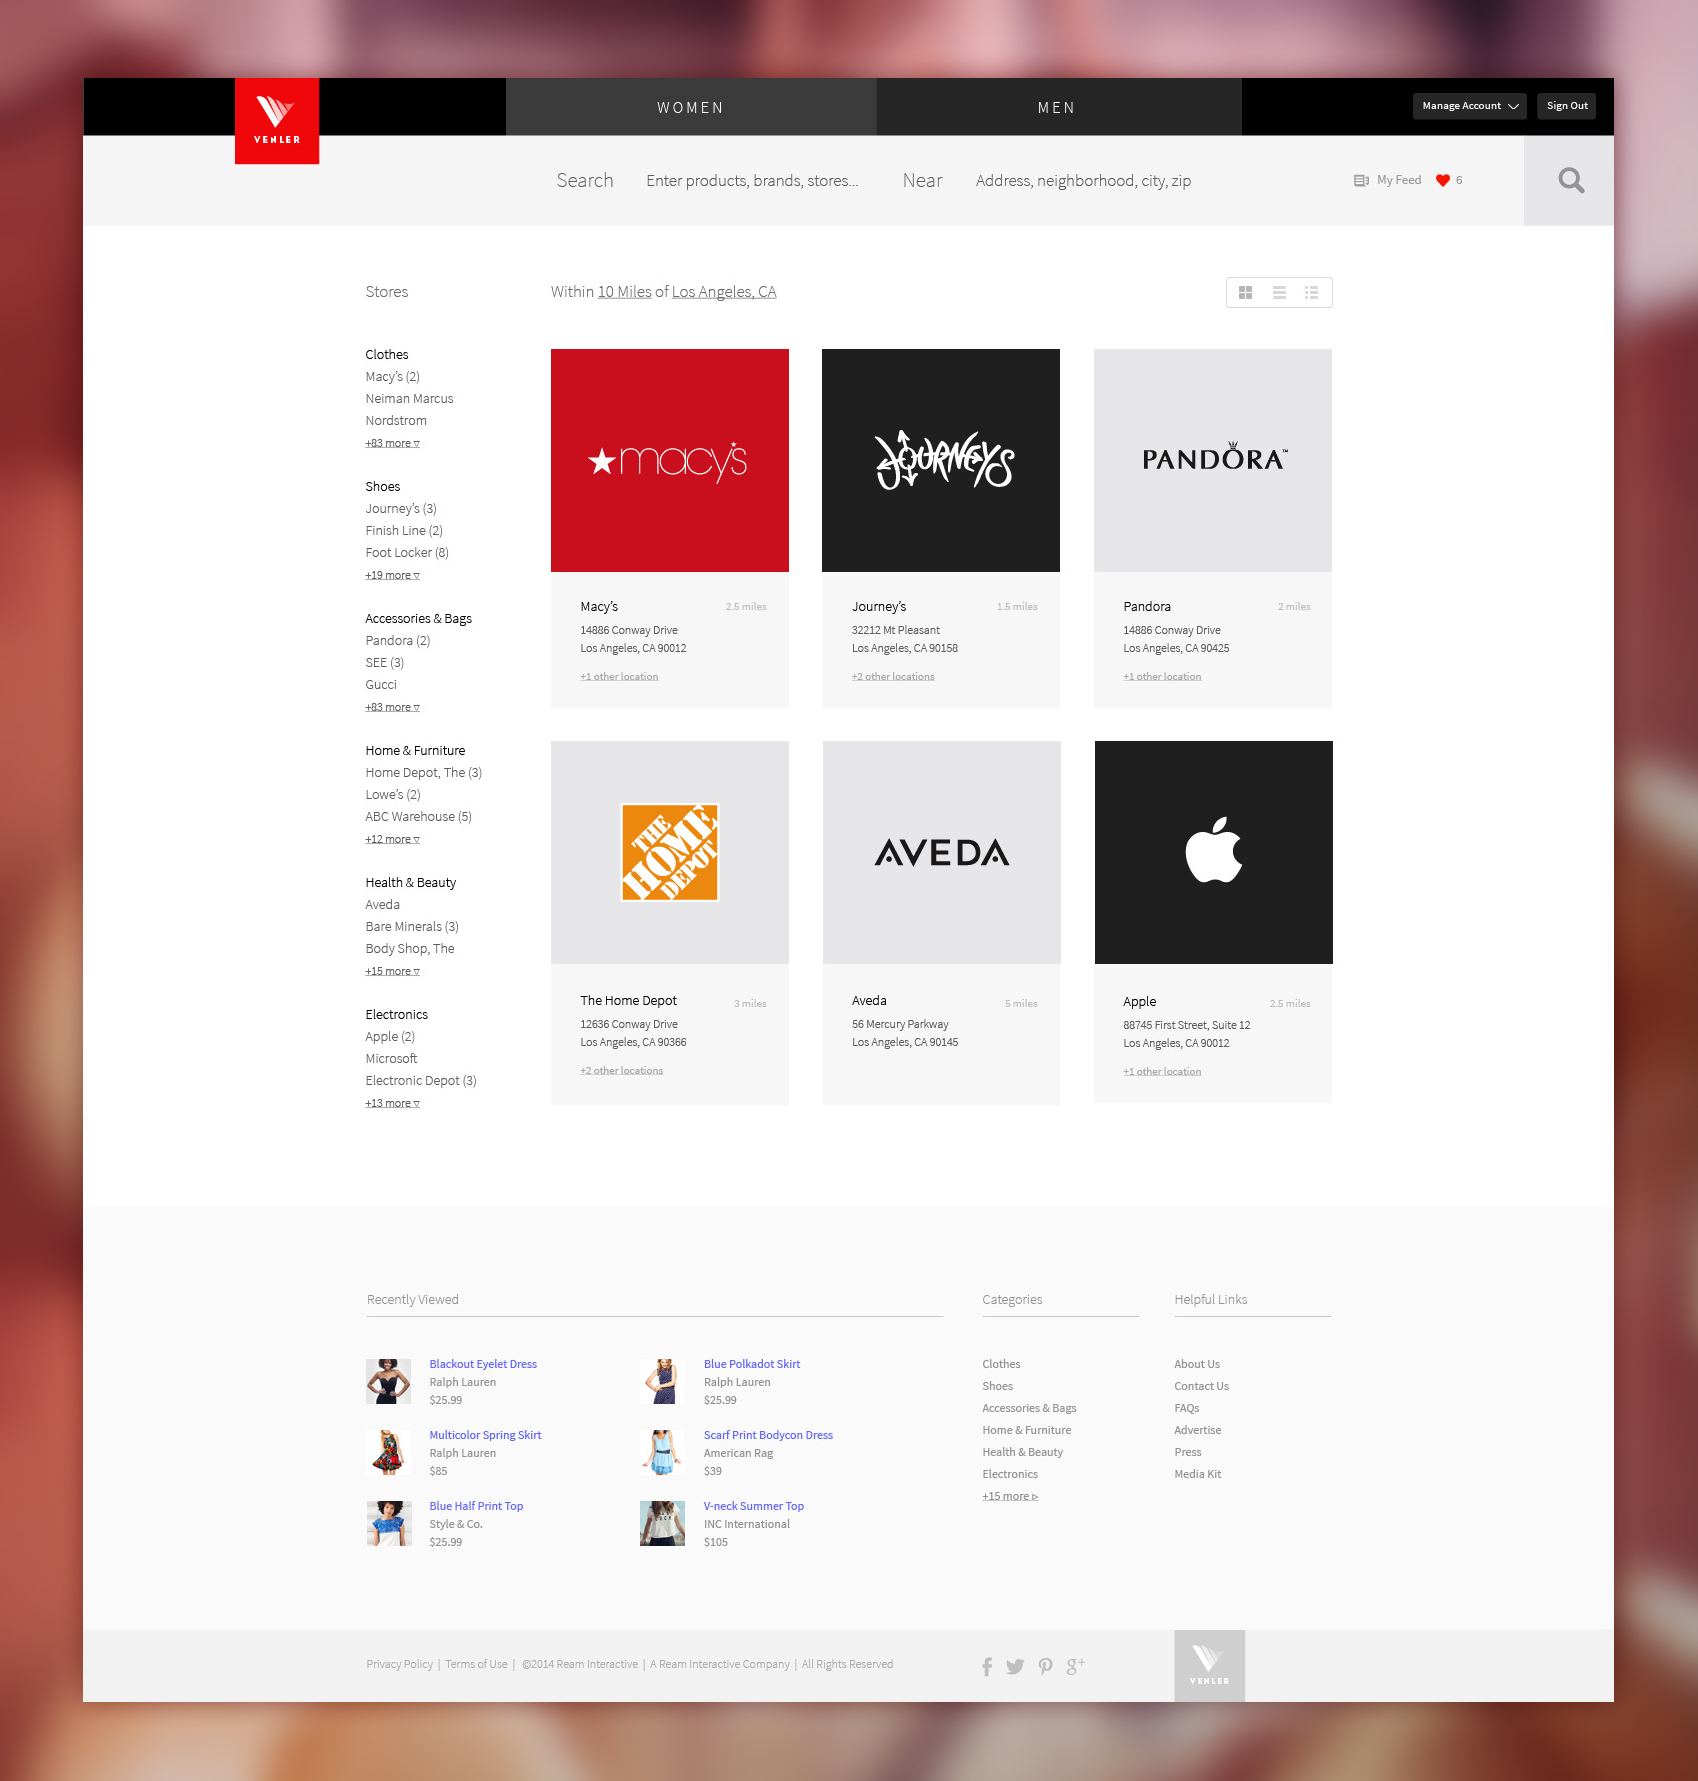 VENLER
WOMEN
MEN
Manage Account
Sign Out
Search
Enter products, brands, stores...
Near
Address, neighborhood, city, zip
My Feed
6
Stores
Within 10 Miles of Los Angeles, CA
Clothes
Macy’s (2)
Neiman Marcus
Nordstrom
+83 more ▿
Shoes
Journey’s (3)
Finish Line (2)
Foot Locker (8)
+19 more ▿
Accessories & Bags
Pandora (2)
SEE (3)
Gucci
+83 more ▿
Home & Furniture
Home Depot, The (3)
Lowe’s (2)
ABC Warehouse (5)
+12 more ▿
Health & Beauty
Aveda
Bare Minerals (3)
Body Shop, The
+15 more ▿
Electronics
Apple (2)
Microsoft
Electronic Depot (3)
+13 more ▿
macy's
Macy’s
2.5 miles
14886 Conway Drive
Los Angeles, CA 90012
+1 other location
JOURNEYS
Journey’s
1.5 miles
32212 Mt Pleasant
Los Angeles, CA 90158
+2 other locations
PANDORA™
Pandora
2 miles
14886 Conway Drive
Los Angeles, CA 90425
+1 other location
THE
HOME
DEPOT
The Home Depot
3 miles
12636 Conway Drive
Los Angeles, CA 90366
+2 other locations
AVEDA
Aveda
5 miles
56 Mercury Parkway
Los Angeles, CA 90145
Apple
2.5 miles
88745 First Street, Suite 12
Los Angeles, CA 90012
+1 other location
Recently Viewed
Blackout Eyelet Dress
Ralph Lauren
$25.99
Multicolor Spring Skirt
Ralph Lauren
$85
Blue Half Print Top
Style & Co.
$25.99
Blue Polkadot Skirt
Ralph Lauren
$25.99
Scarf Print Bodycon Dress
American Rag
$39
V-neck Summer Top
INC International
$105
Categories
Clothes
Shoes
Accessories & Bags
Home & Furniture
Health & Beauty
Electronics
+15 more ▹
Helpful Links
About Us
Contact Us
FAQs
Advertise
Press
Media Kit
Privacy Policy | Terms of Use | ©2014 Ream Interactive | A Ream Interactive Company | All Rights Reserved
VENLER